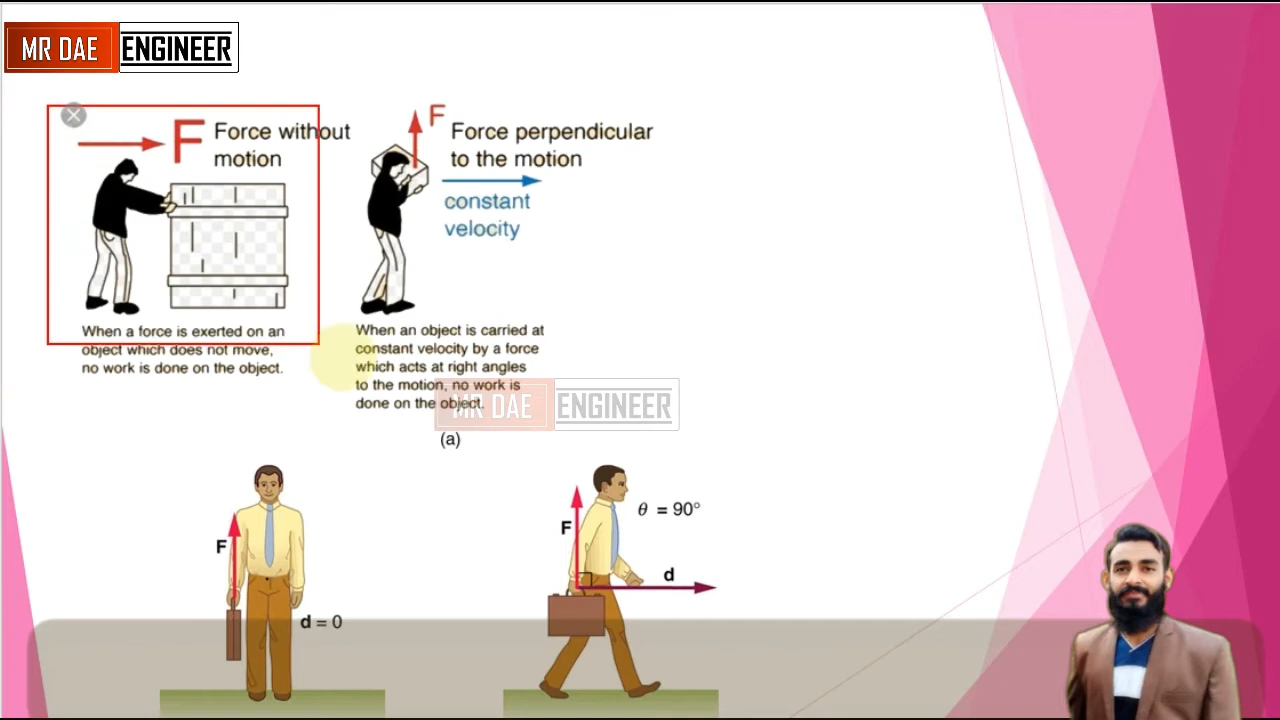 MR DAE ENGINEER
F Force without
motion
When a force is exerted on an
object which does not move,
no work is done on the object.
F
Force perpendicular
to the motion
constant
velocity
When an object is carried at
constant velocity by a force
which acts at right angles
to the motion, no work is
done on the object.
MR DAE ENGINEER
(a)
F
d = 0
F
θ = 90°
d